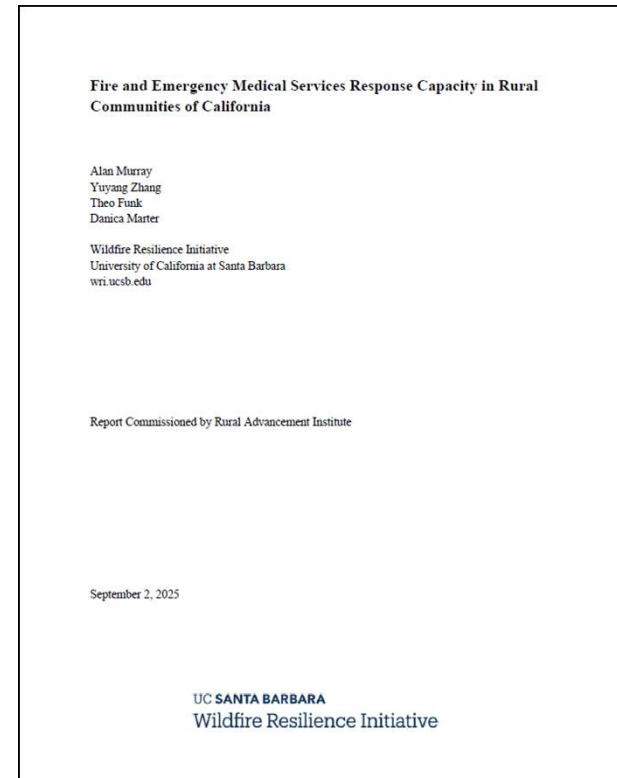 Fire and Emergency Medical Services Response Capacity in Rural
Communities of California
Alan Murray
Yuyang Zhang
Theo Funk
Danica Marter
Wildfire Resilience Initiative
University of California at Santa Barbara
wri.ucsb.edu
Report Commissioned by Rural Advancement Institute
September 2, 2025
UC SANTA BARBARA
Wildfire Resilience Initiative